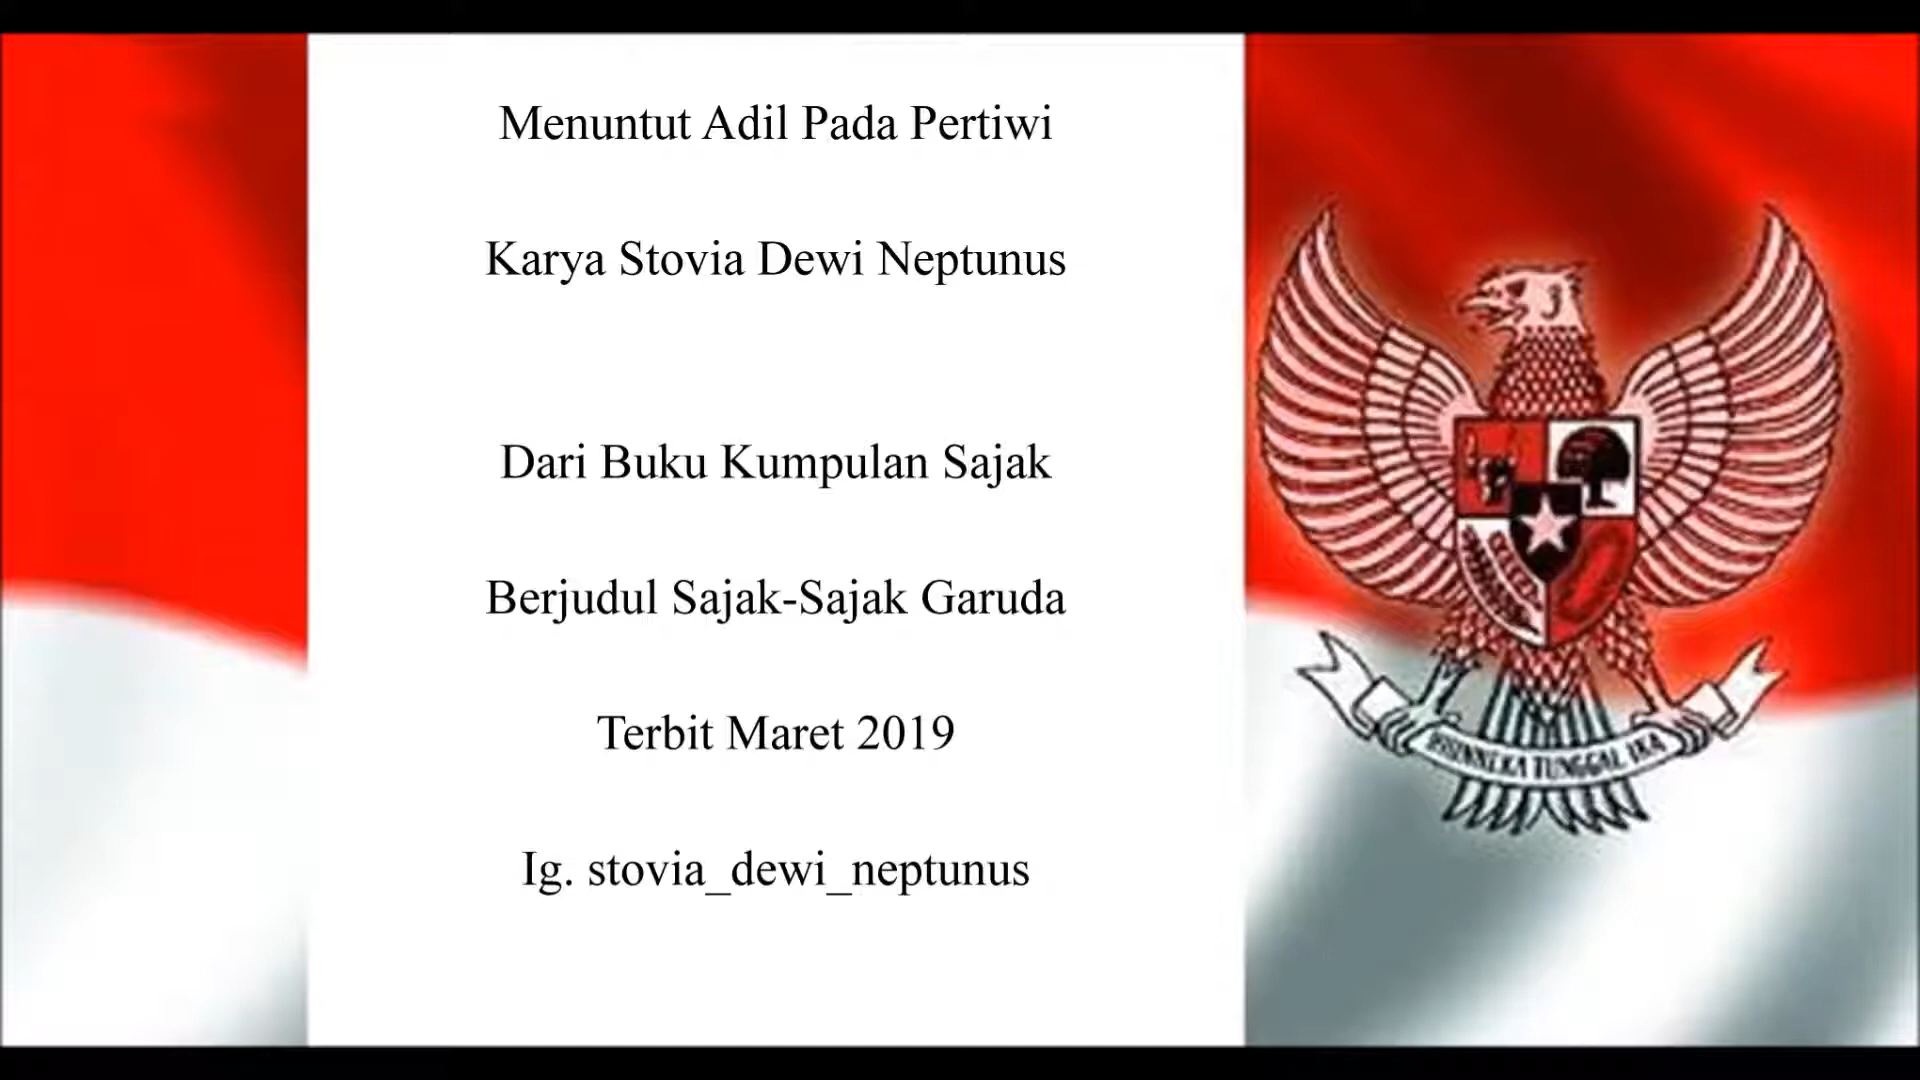 Menuntut Adil Pada Pertiwi
Karya Stovia Dewi Neptunus
Dari Buku Kumpulan Sajak
Berjudul Sajak-Sajak Garuda
Terbit Maret 2019
Ig. stovia_dewi_neptunus
BHINNEKA TUNGGAL IKA